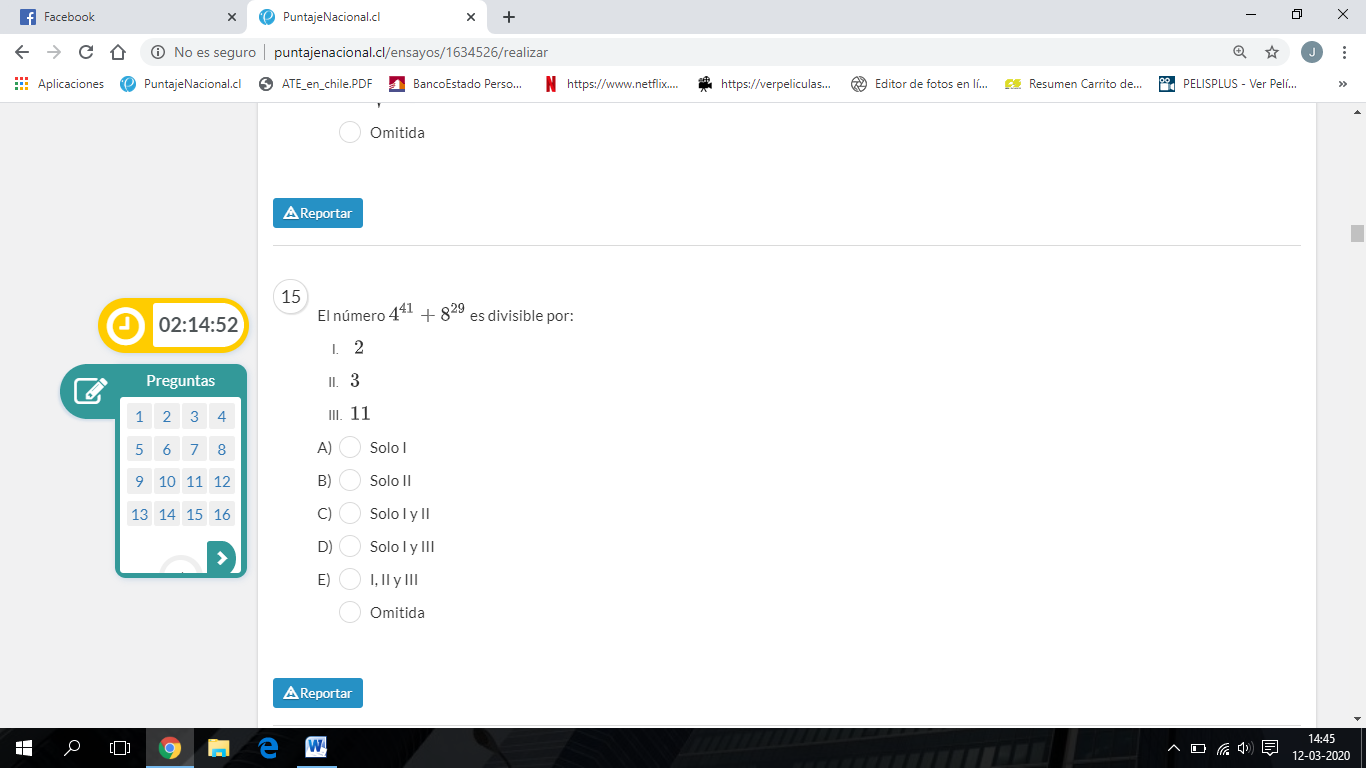 Facebook
PuntajeNacional.cl
No es seguro | puntajenacional.cl/ensayos/1634526/realizar
J
Aplicaciones PuntajeNacional.cl ATE_en_chile.PDF BancoEstado Perso... https://www.netflix.... https://verpeliculas... Editor de fotos en lí... Resumen Carrito de... PELISPLUS - Ver Pelí... »
Omitida
Reportar
15
El número 4^41 + 8^29 es divisible por:
I. 2
II. 3
III. 11
A) Solo I
B) Solo II
C) Solo I y II
D) Solo I y III
E) I, II y III
Omitida
Reportar
02:14:52
Preguntas
1 2 3 4
5 6 7 8
9 10 11 12
13 14 15 16
14:45
12-03-2020